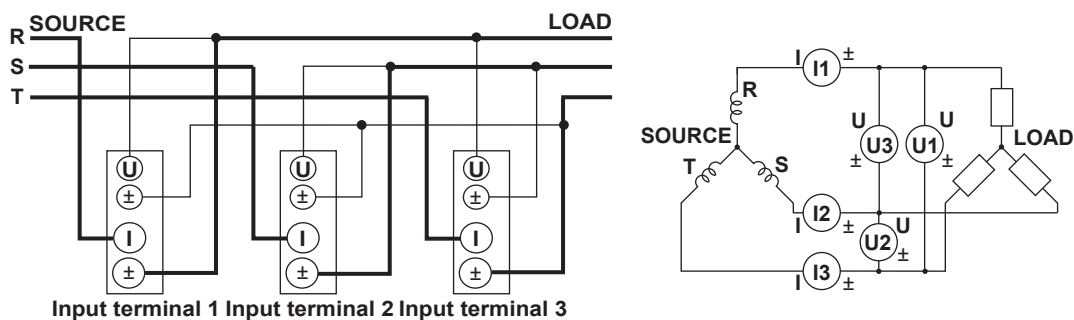 SOURCE LOAD
R
S
T
U U U
± ± ±
I I I
± ± ±
Input terminal 1 Input terminal 2 Input terminal 3
I I1 ±
R
SOURCE U U LOAD
U3 U1
T S ± ±
I I2 ±
U2 U
±
I I3 ±